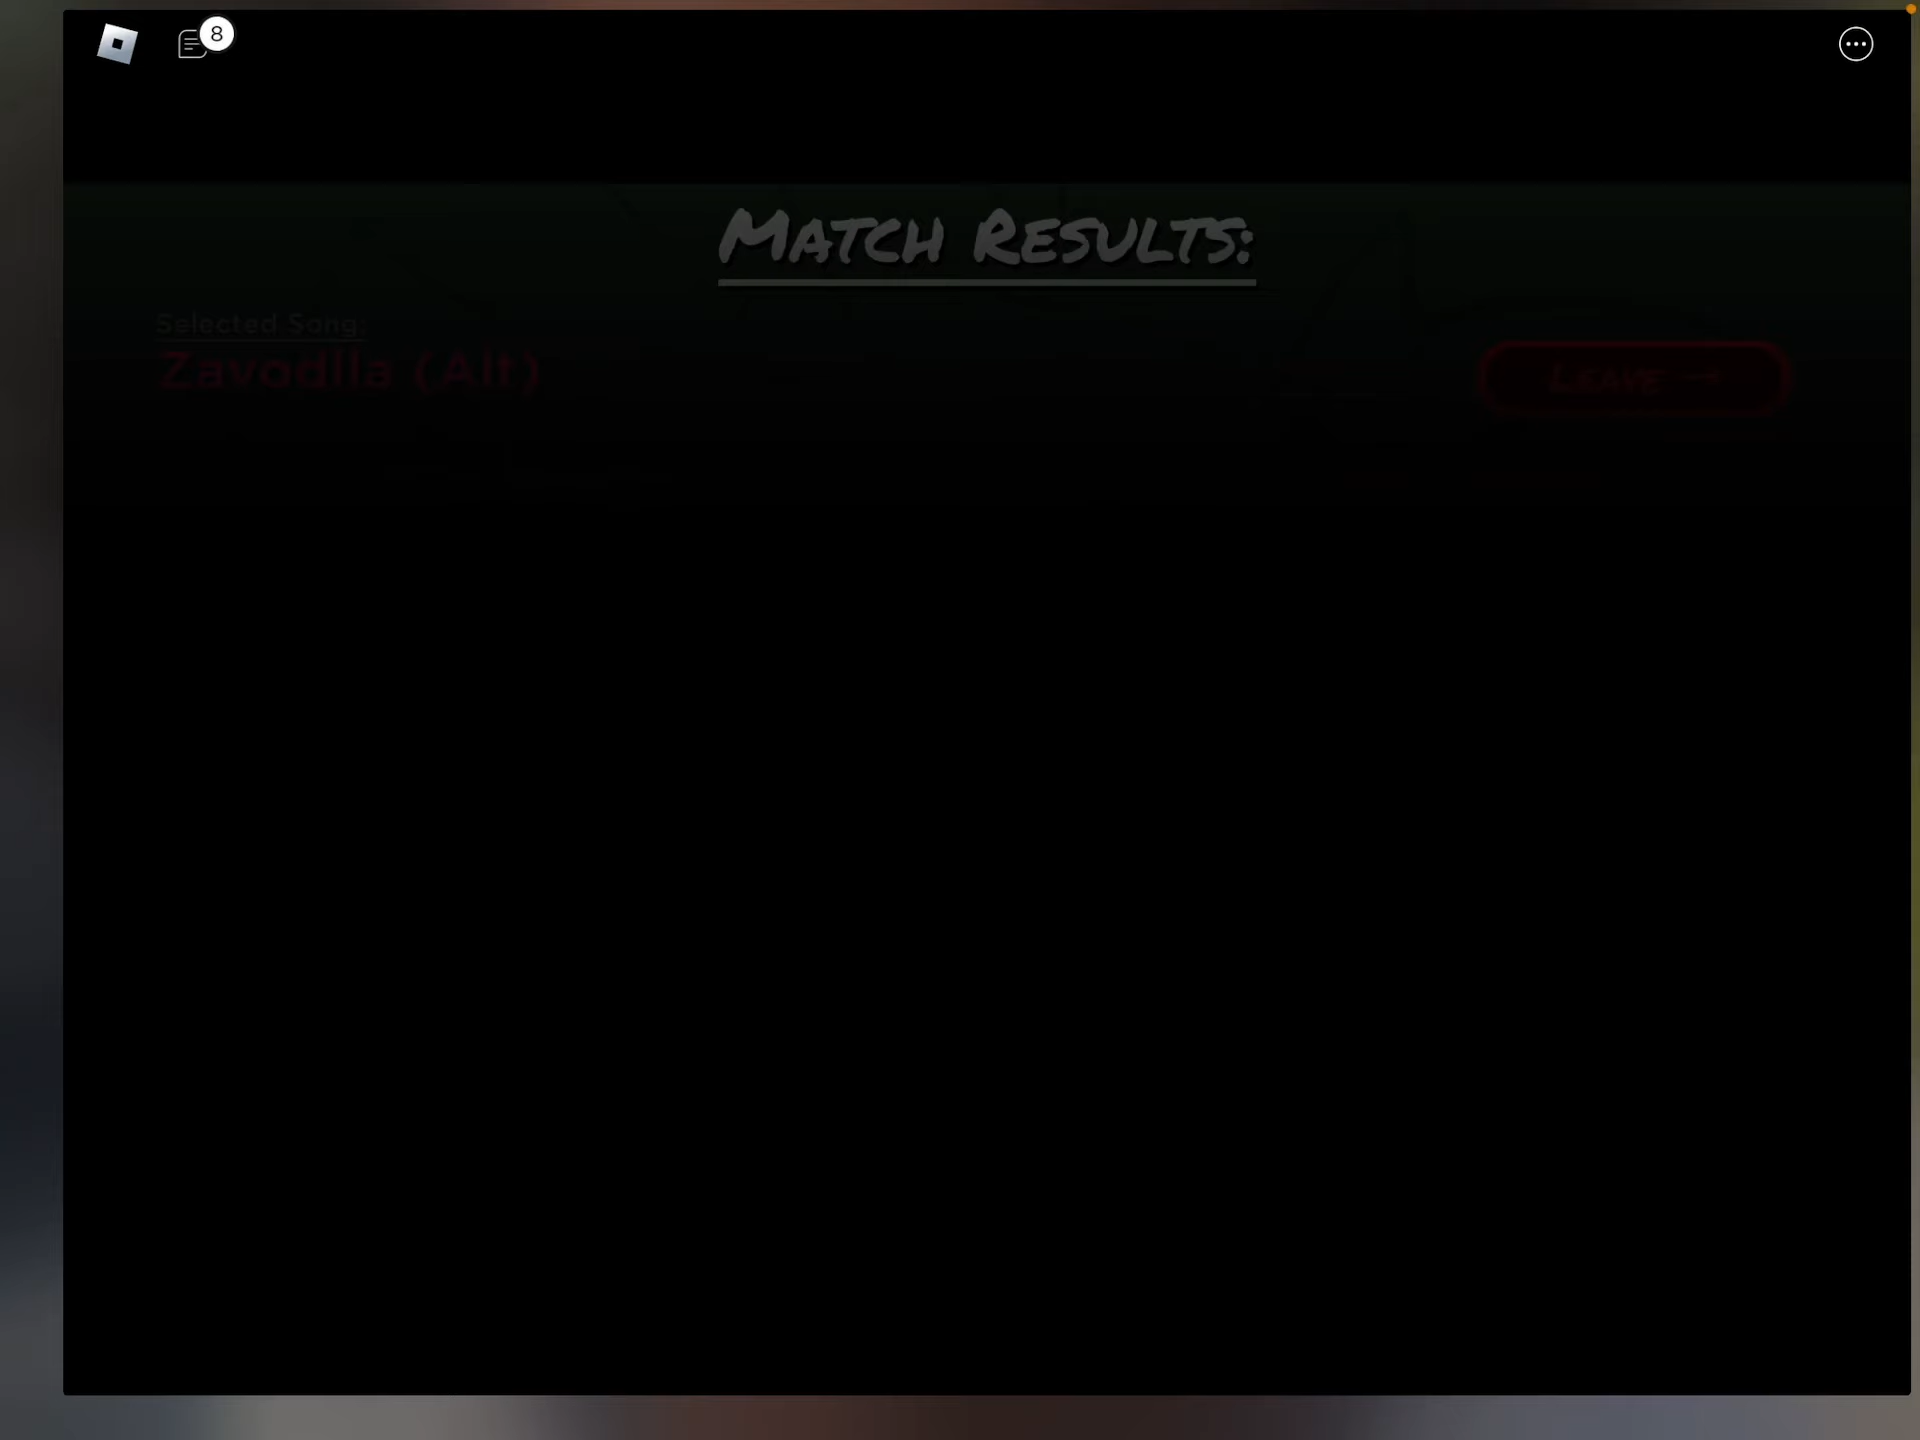 8
Match Results:
Selected Song:
Zavodila (Alt)
Leave →